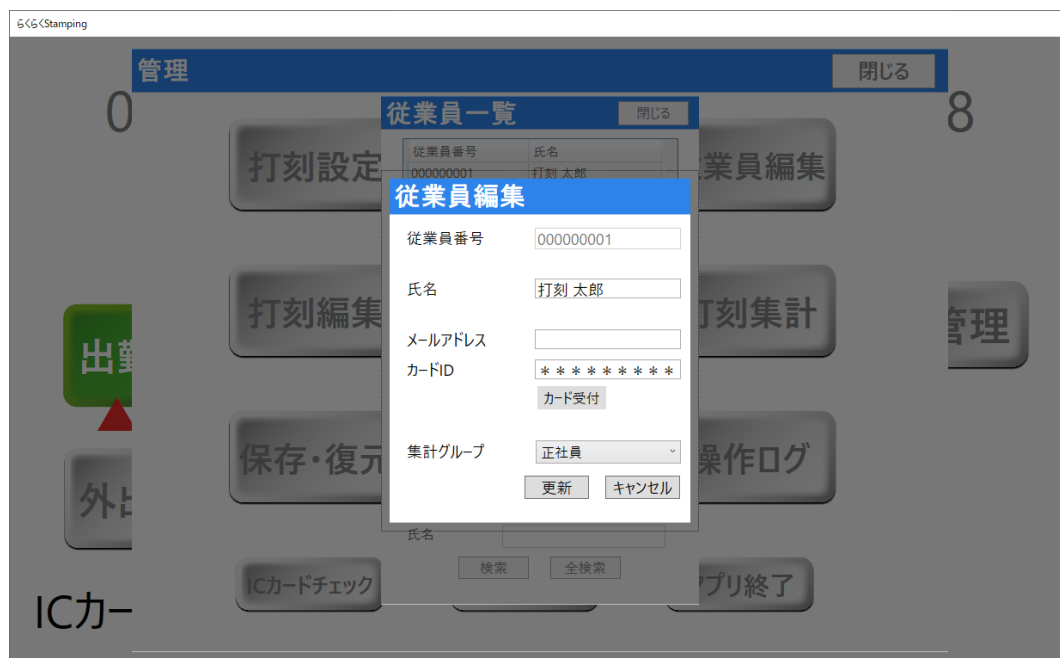 らくらくStamping
管理
閉じる
0
8
従業員一覧
閉じる
従業員番号 氏名
000000001 打刻 太郎
打刻設定
業員編集
従業員編集
従業員番号 000000001
氏名 打刻 太郎
メールアドレス
カードID *********
カード受付
集計グループ 正社員
更新 キャンセル
打刻編集
打刻集計
管理
出勤
保存・復元
操作ログ
外出
氏名
検索 全検索
ICカードチェック
アプリ終了
ICカー